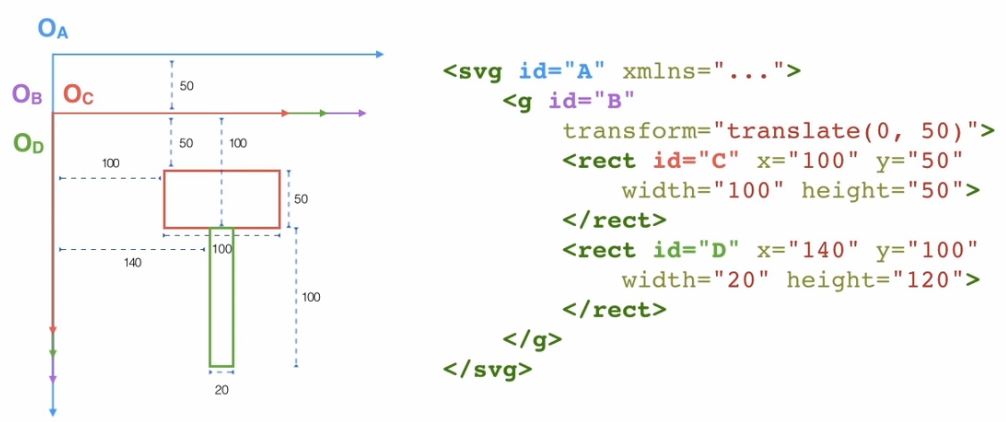 O_A
50
O_B O_C
O_D
50 100
100
50
100
140
100
20
<svg id="A" xmlns="...">
<g id="B"
transform="translate(0, 50)">
<rect id="C" x="100" y="50"
width="100" height="50">
</rect>
<rect id="D" x="140" y="100"
width="20" height="120">
</rect>
</g>
</svg>